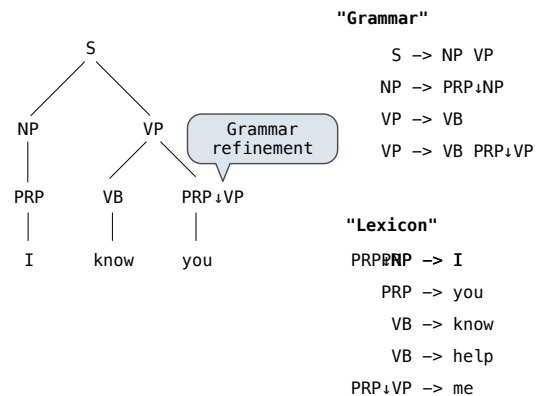 "Grammar"
S
S –> NP VP
NP –> PRP↓NP
VP –> VB
VP –> VB PRP↓VP
NP VP
Grammar
refinement
PRP VB PRP↓VP
I know you
"Lexicon"
–> I
PRP –> you
VB –> know
VB –> help
PRP↓VP –> me